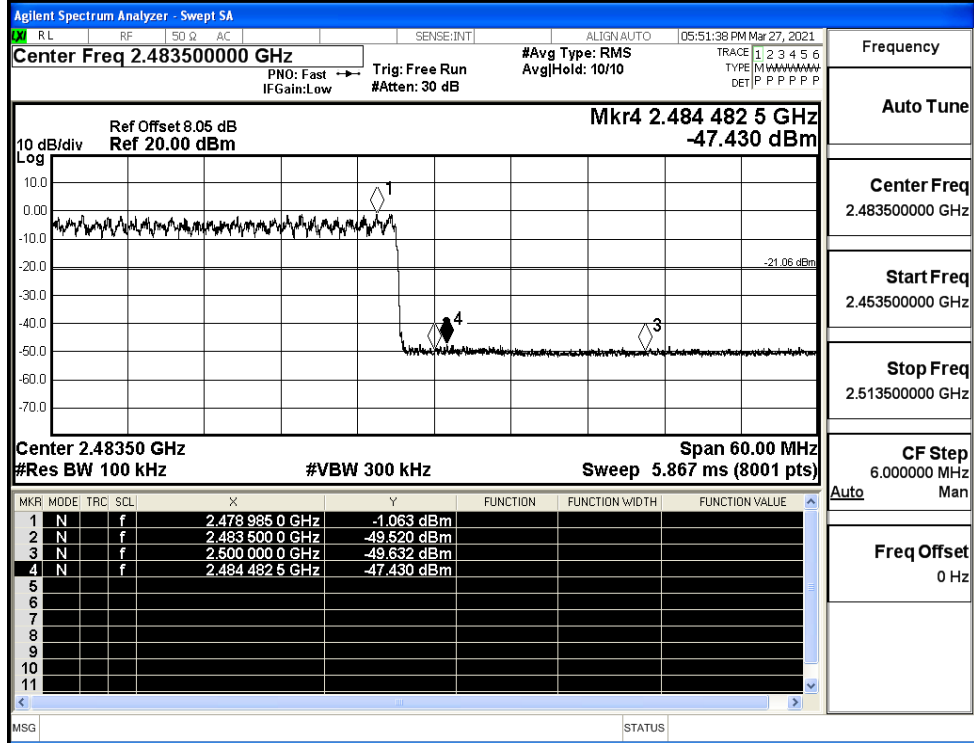 Agilent Spectrum Analyzer - Swept SA
LXI RL RF 50 Ω AC SENSE:INT ALIGN AUTO 05:51:38 PM Mar 27, 2021
Center Freq 2.483500000 GHz
PNO: Fast
IFGain:Low
Trig: Free Run
#Atten: 30 dB
#Avg Type: RMS
Avg|Hold: 10/10
TRACE 1 2 3 4 5 6
TYPE M W W W W W
DET P P P P P P
Mkr4 2.484 482 5 GHz
-47.430 dBm
Ref Offset 8.05 dB
10 dB/div Ref 20.00 dBm
Log
10.0
0.00
-10.0
-20.0
-30.0
-40.0
-50.0
-60.0
-70.0
1
-21.06 dBm
4
3
Center 2.48350 GHz Span 60.00 MHz
#Res BW 100 kHz #VBW 300 kHz Sweep 5.867 ms (8001 pts)
MKR MODE TRC SCL X Y FUNCTION FUNCTION WIDTH FUNCTION VALUE
1 N f 2.478 985 0 GHz -1.063 dBm
2 N f 2.483 500 0 GHz -49.520 dBm
3 N f 2.500 000 0 GHz -49.632 dBm
4 N f 2.484 482 5 GHz -47.430 dBm
5
6
7
8
9
10
11
MSG STATUS
Frequency
Auto Tune
Center Freq
2.483500000 GHz
Start Freq
2.453500000 GHz
Stop Freq
2.513500000 GHz
CF Step
6.000000 MHz
Auto Man
Freq Offset
0 Hz